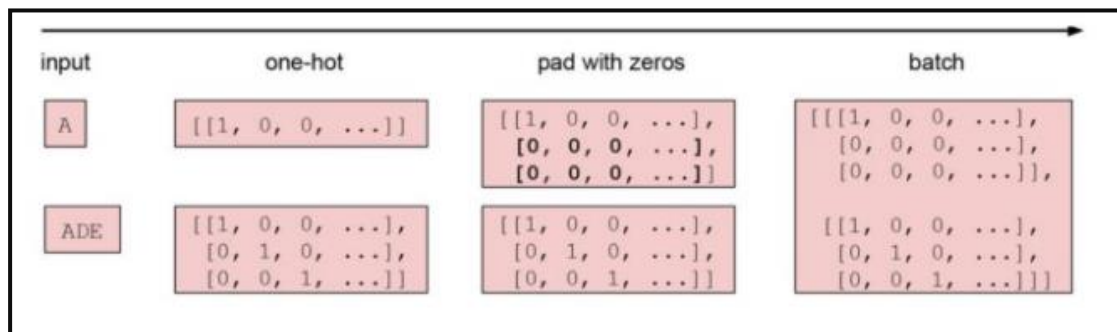 input one-hot pad with zeros batch
A
[[1, 0, 0, ...]]
[[1, 0, 0, ...],
[0, 0, 0, ...],
[0, 0, 0, ...]]
[[[1, 0, 0, ...],
[0, 0, 0, ...],
[0, 0, 0, ...]],
ADE
[[1, 0, 0, ...],
[0, 1, 0, ...],
[0, 0, 1, ...]]
[[1, 0, 0, ...],
[0, 1, 0, ...],
[0, 0, 1, ...]]
[[1, 0, 0, ...],
[0, 1, 0, ...],
[0, 0, 1, ...]]]